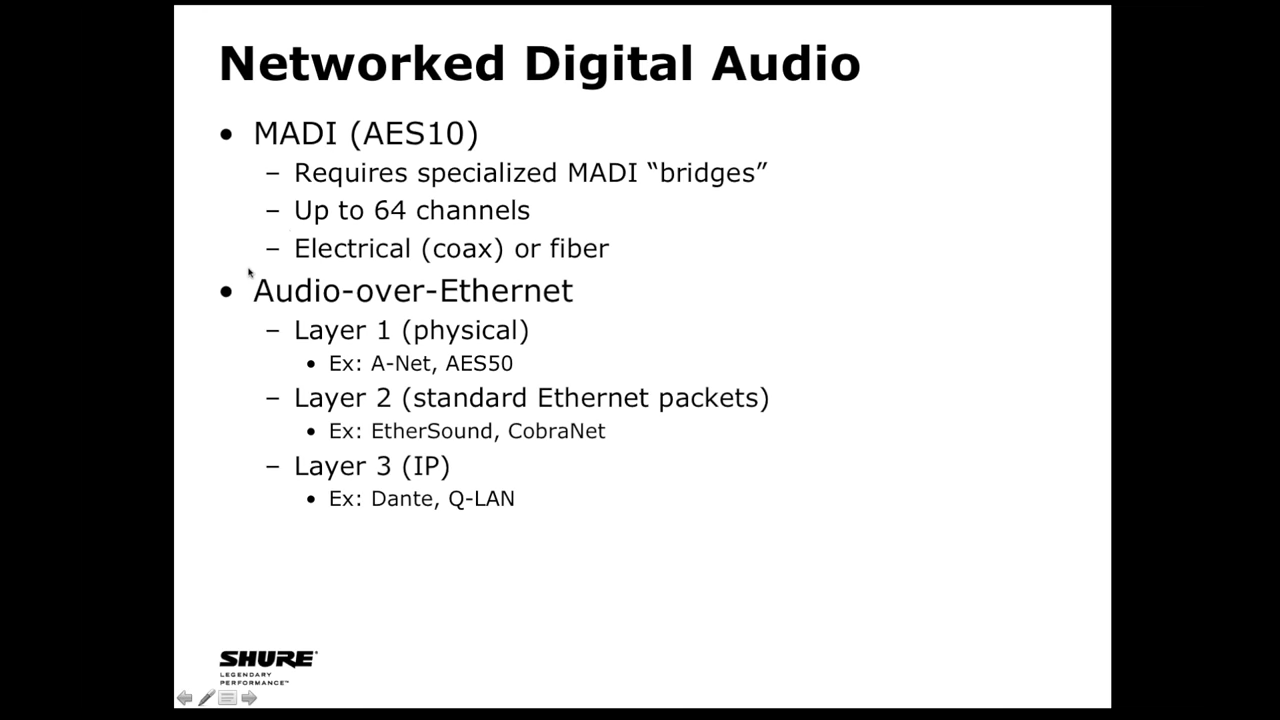 Networked Digital Audio
• MADI (AES10)
– Requires specialized MADI “bridges”
– Up to 64 channels
– Electrical (coax) or fiber
• Audio-over-Ethernet
– Layer 1 (physical)
• Ex: A-Net, AES50
– Layer 2 (standard Ethernet packets)
• Ex: EtherSound, CobraNet
– Layer 3 (IP)
• Ex: Dante, Q-LAN
SHURE
LEGENDARY
PERFORMANCE™